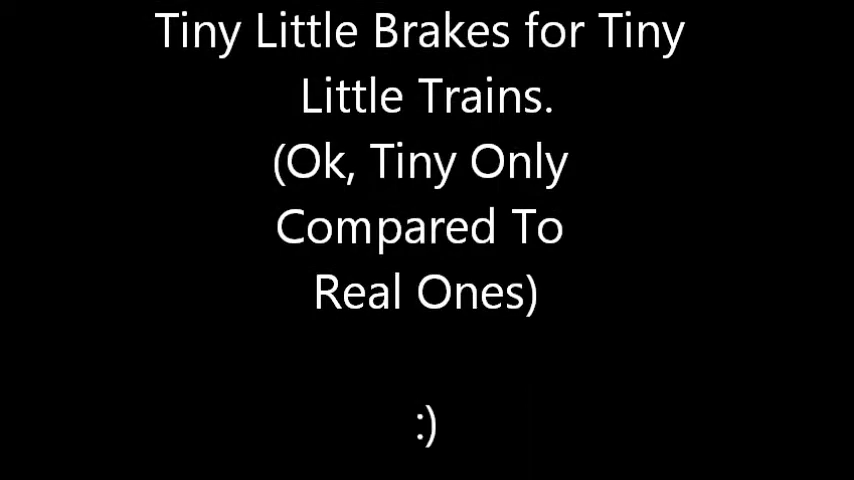 Tiny Little Brakes for Tiny
Little Trains.
(Ok, Tiny Only
Compared To
Real Ones)
:)